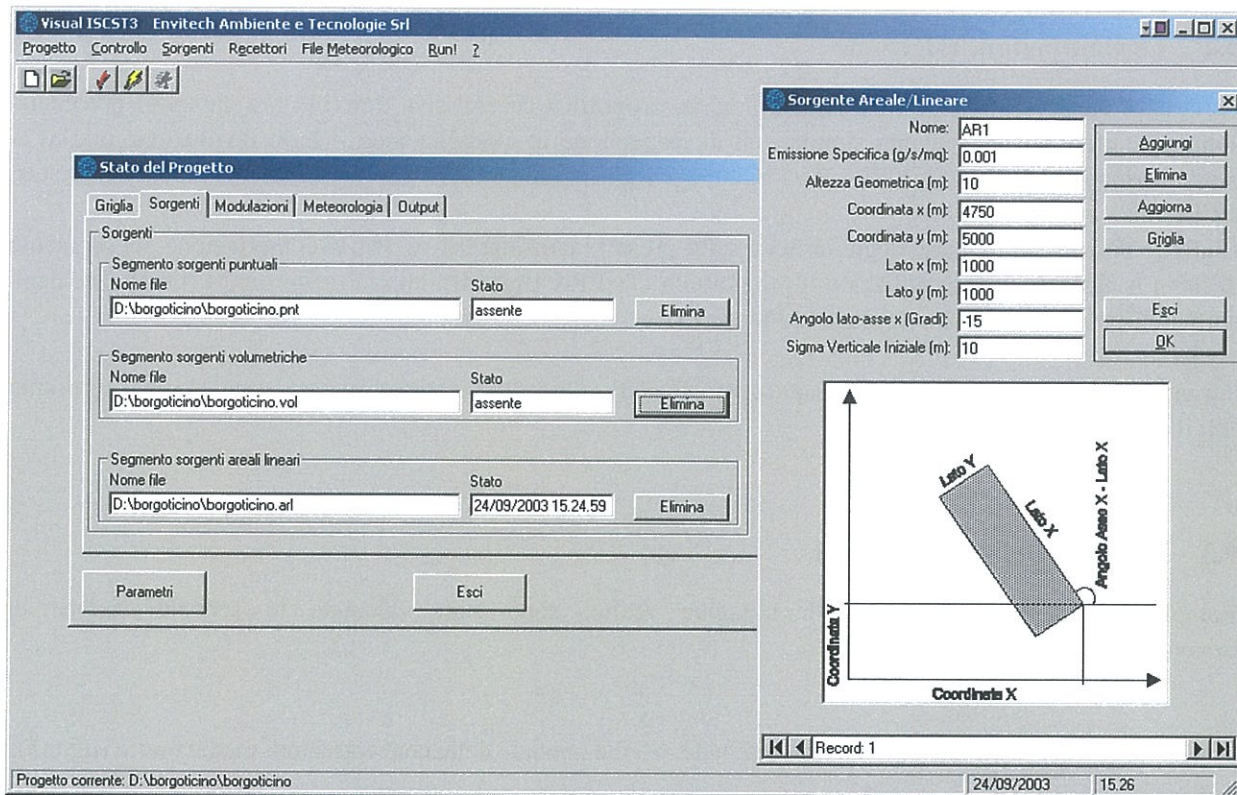 Visual ISCST3 Envitech Ambiente e Tecnologie Srl
Progetto Controllo Sorgenti Recettori File Meteorologico Run! ?
Stato del Progetto
Griglia Sorgenti Modulazioni Meteorologia Output
Sorgenti
Segmento sorgenti puntuali
Nome file Stato
D:\borgoticino\borgoticino.pnt assente Elimina
Segmento sorgenti volumetriche
Nome file Stato
D:\borgoticino\borgoticino.vol assente Elimina
Segmento sorgenti areali lineari
Nome file Stato
D:\borgoticino\borgoticino.arl 24/09/2003 15.24.59 Elimina
Parametri Esci
Sorgente Areale/Lineare
Nome: AR1
Emissione Specifica (g/s/mq): 0.001
Altezza Geometrica (m): 10
Coordinata x (m): 4750
Coordinata y (m): 5000
Lato x (m): 1000
Lato y (m): 1000
Angolo lato-asse x (Gradi): -15
Sigma Verticale Iniziale (m): 10
Aggiungi
Elimina
Aggiorna
Griglia
Esci
OK
Lato Y
Lato X
Angolo Asse X - Lato X
Coordinata Y
Coordinata X
Record: 1
Progetto corrente: D:\borgoticino\borgoticino 24/09/2003 15.26